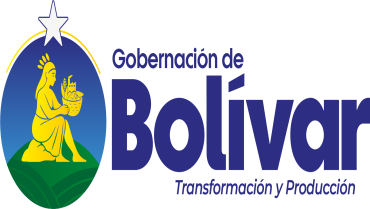 Gobernación de
Bolívar
Transformación y Producción